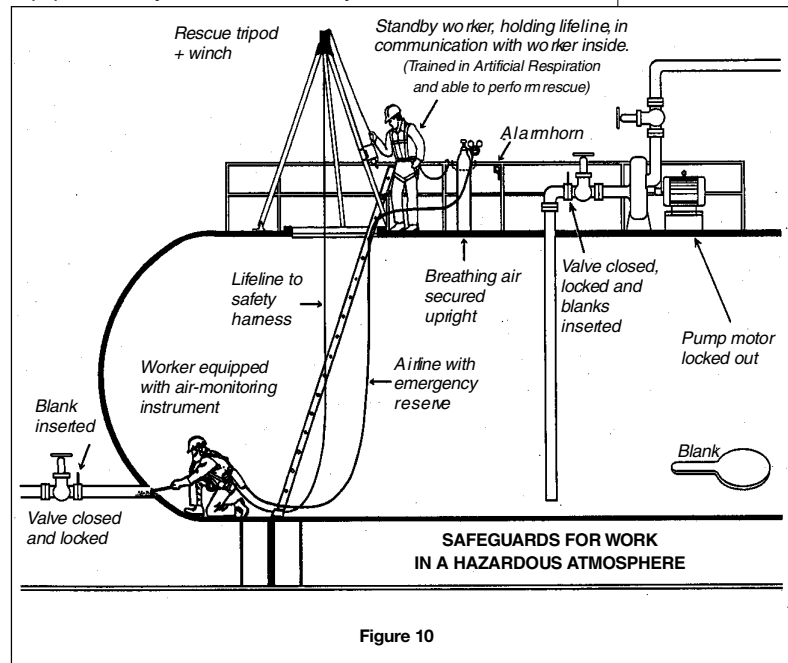 Rescue tripod
+ winch
Standby worker, holding lifeline, in
communication with worker inside.
(Trained in Artificial Respiration
and able to perform rescue)
Alarmhorn
Lifeline to
safety
harness
Breathing air
secured
upright
Valve closed,
locked and
blanks
inserted
Pump motor
locked out
Worker equipped
with air-monitoring
instrument
Airline with
emergency
reserve
Blank
inserted
Blank
Valve closed
and locked
SAFEGUARDS FOR WORK
IN A HAZARDOUS ATMOSPHERE
Figure 10